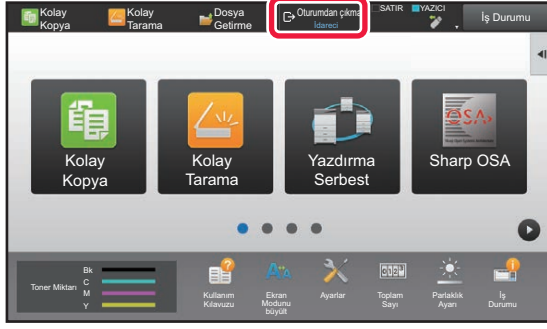 Kolay
Kopya
Kolay
Tarama
Dosya
Getirme
Oturumdan çıkma
İdareci
SATIR
YAZICI
İş Durumu
Kolay
Kopya
Kolay
Tarama
Yazdırma
Serbest
Sharp OSA
OSA
Toner Miktarı
Bk
C
M
Y
Kullanım
Kılavuzu
Ekran
Modunu
büyült
Ayarlar
Toplam
Sayı
Parlaklık
Ayarı
İş
Durumu